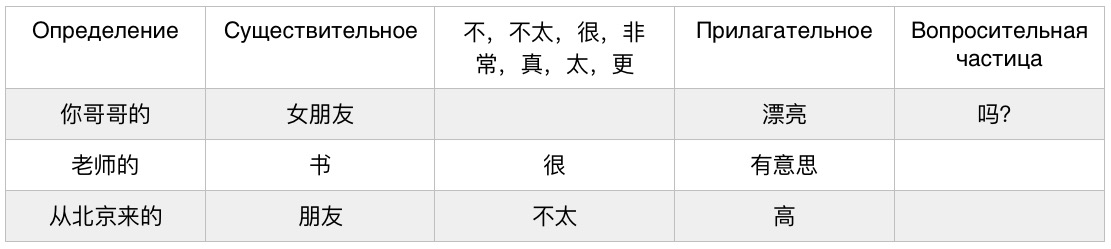 Определение Существительное 不，不太，很，非 Прилагательное Вопросительная
常，真，太，更 частица
你哥哥的 女朋友 漂亮 吗？
老师的 书 很 有意思
从北京来的 朋友 不太 高